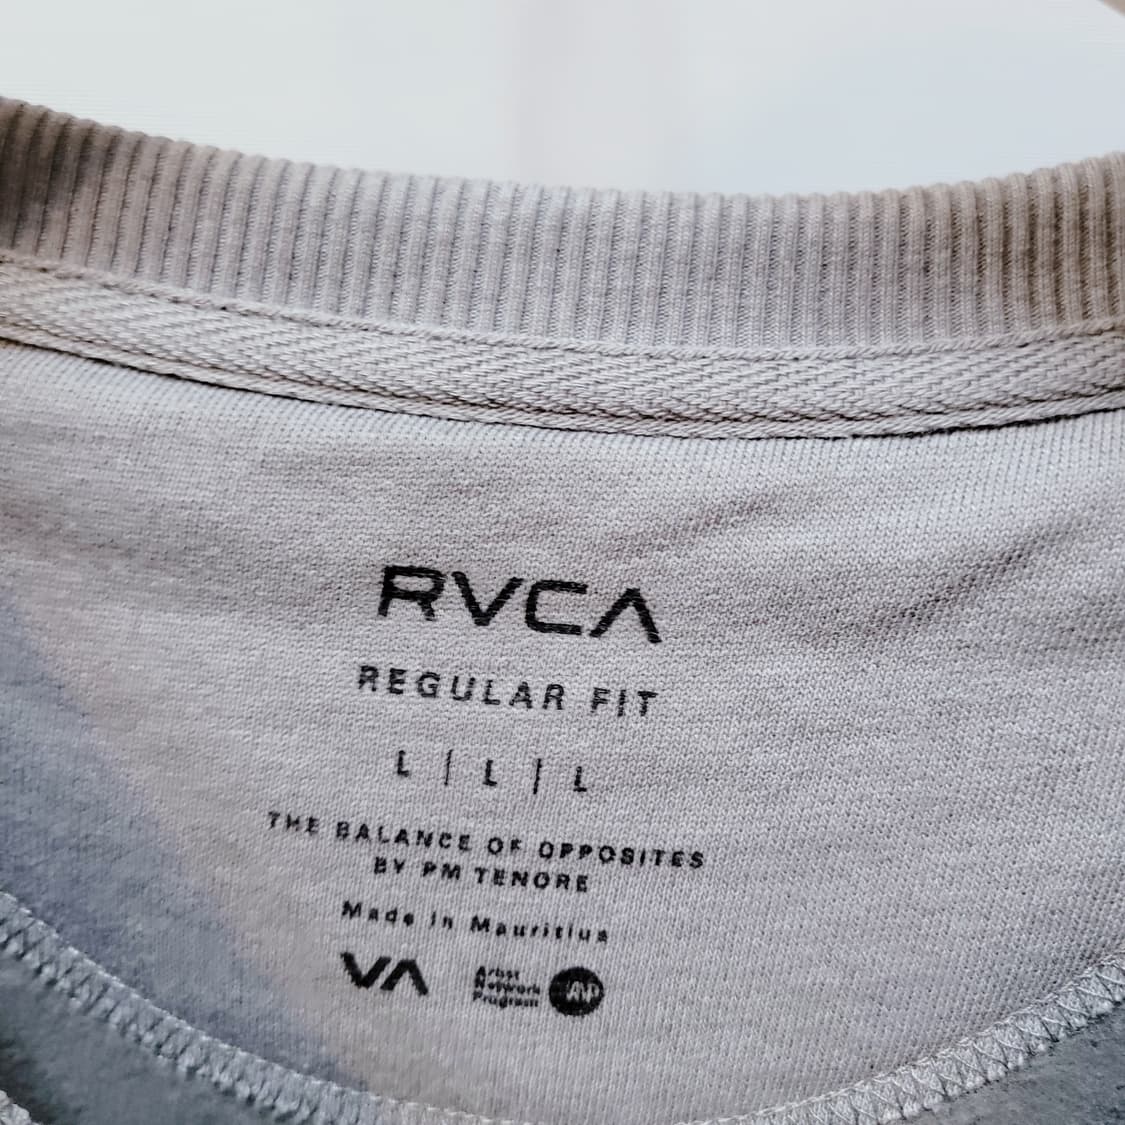 RVCA
REGULAR FIT
L | L | L
THE BALANCE OF OPPOSITES
BY PM TENORE
Made in Mauritius
VA
Artist
Network
Program
ANP